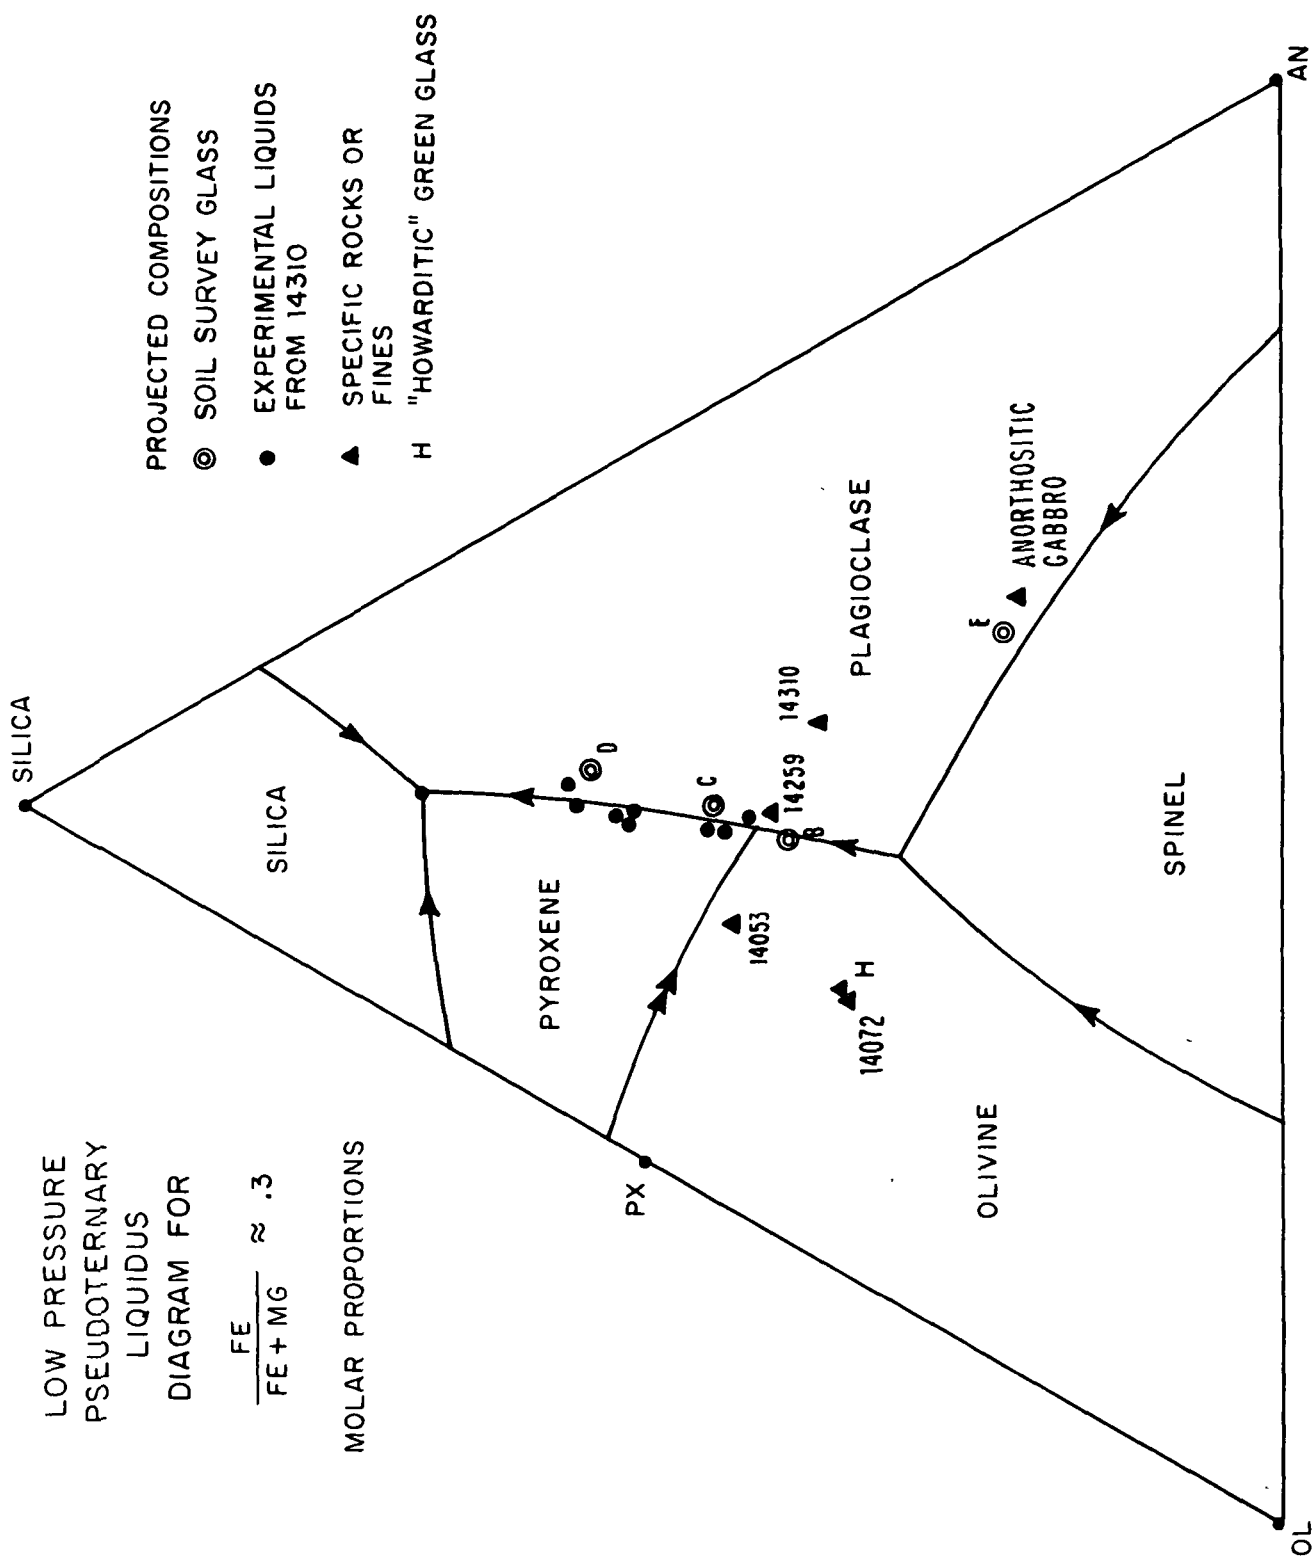 LOW PRESSURE
PSEUDOTERNARY
LIQUIDUS
DIAGRAM FOR
FE
FE + MG
≈ .3
MOLAR PROPORTIONS
PROJECTED COMPOSITIONS
SOIL SURVEY GLASS
EXPERIMENTAL LIQUIDS
FROM 14310
SPECIFIC ROCKS OR
FINES
H "HOWARDITIC" GREEN GLASS
SILICA
SILICA
PYROXENE
D
C
14310
14259
B
14053
PLAGIOCLASE
PX
H
14072
E
ANORTHOSITIC
GABBRO
OLIVINE
SPINEL
OL
AN